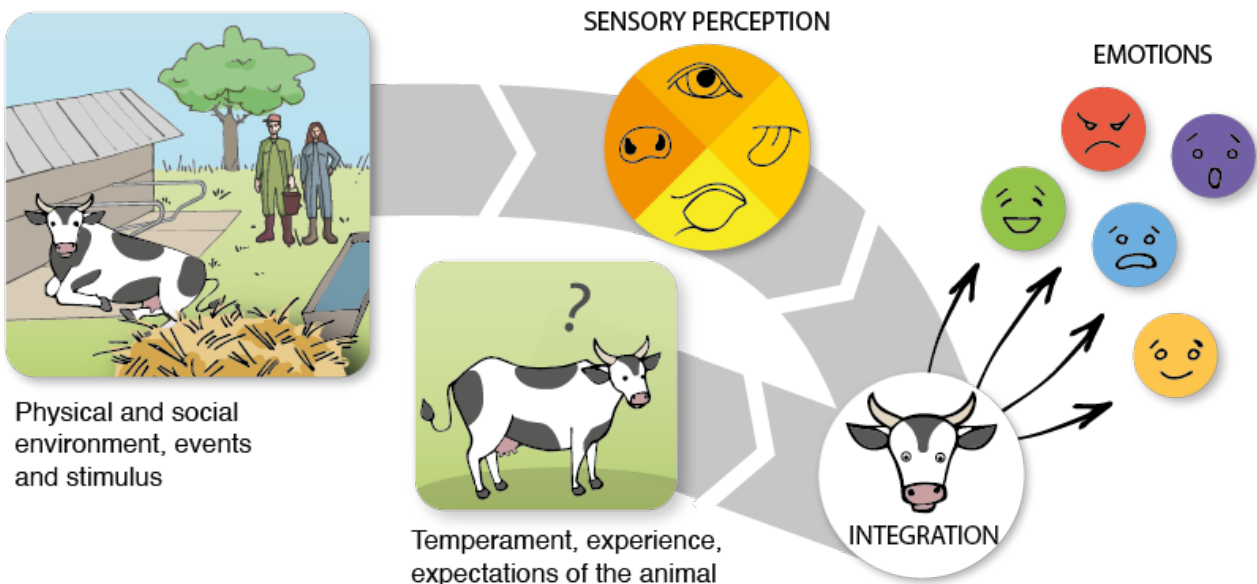 SENSORY PERCEPTION
EMOTIONS
?
Physical and social
environment, events
and stimulus
Temperament, experience,
expectations of the animal
INTEGRATION